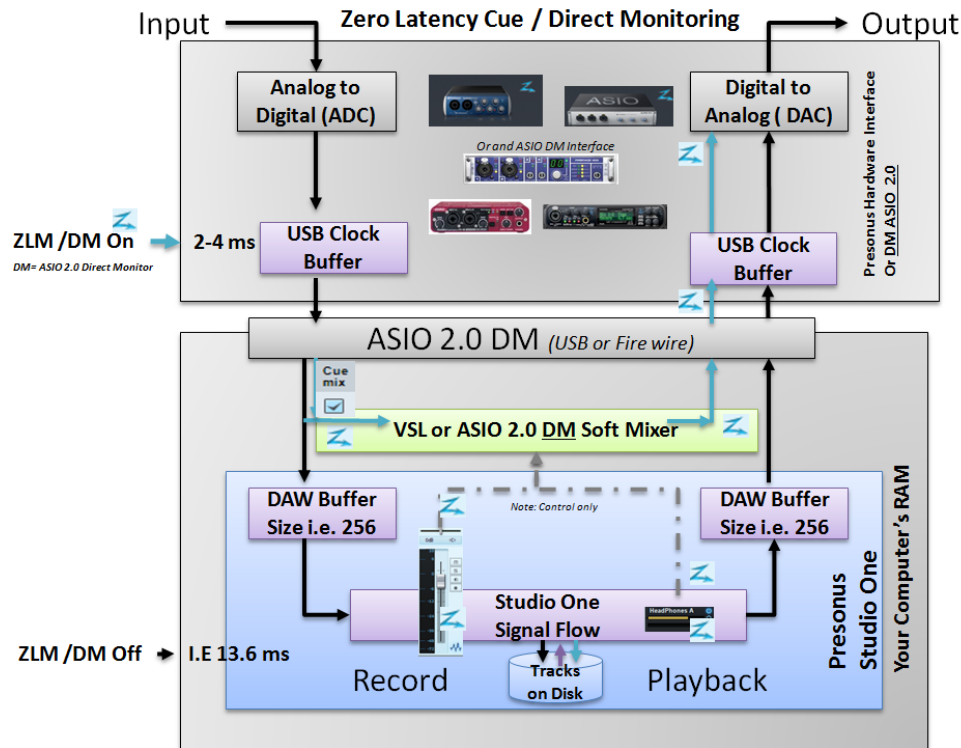 Input
Zero Latency Cue / Direct Monitoring
Output
Analog to
Digital (ADC)
ASIO
Digital to
Analog ( DAC)
Or and ASIO DM Interface
Presonus Hardware Interface
Or DM ASIO 2.0
ZLM /DM On
DM= ASIO 2.0 Direct Monitor
2-4 ms
USB Clock
Buffer
USB Clock
Buffer
ASIO 2.0 DM (USB or Fire wire)
Cue
mix
VSL or ASIO 2.0 DM Soft Mixer
DAW Buffer
Size i.e. 256
Note: Control only
DAW Buffer
Size i.e. 256
Studio One
Signal Flow
HeadPhones A
Presonus
Studio One
Your Computer's RAM
ZLM /DM Off
I.E 13.6 ms
Record
Tracks
on Disk
Playback